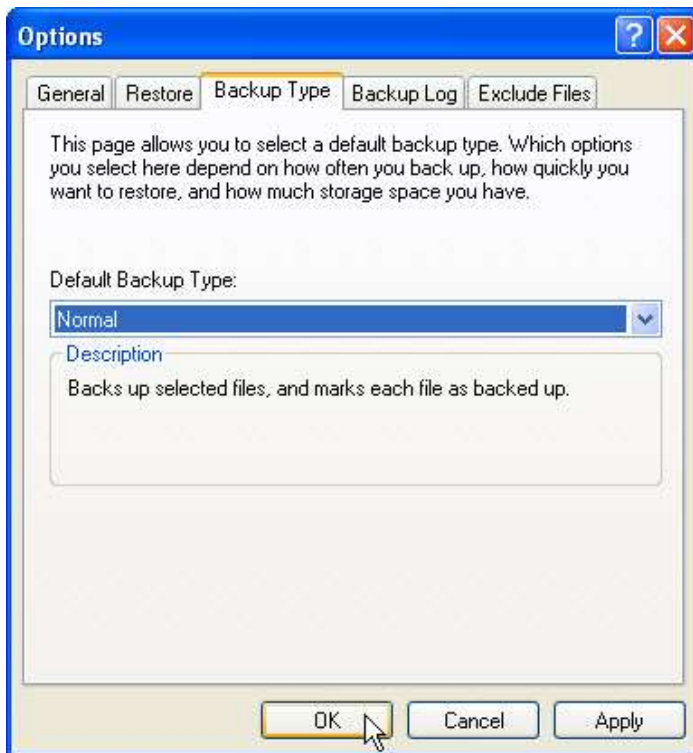 Options
General Restore Backup Type Backup Log Exclude Files
This page allows you to select a default backup type. Which options
you select here depend on how often you back up, how quickly you
want to restore, and how much storage space you have.
Default Backup Type:
Normal
Description
Backs up selected files, and marks each file as backed up.
OK Cancel Apply